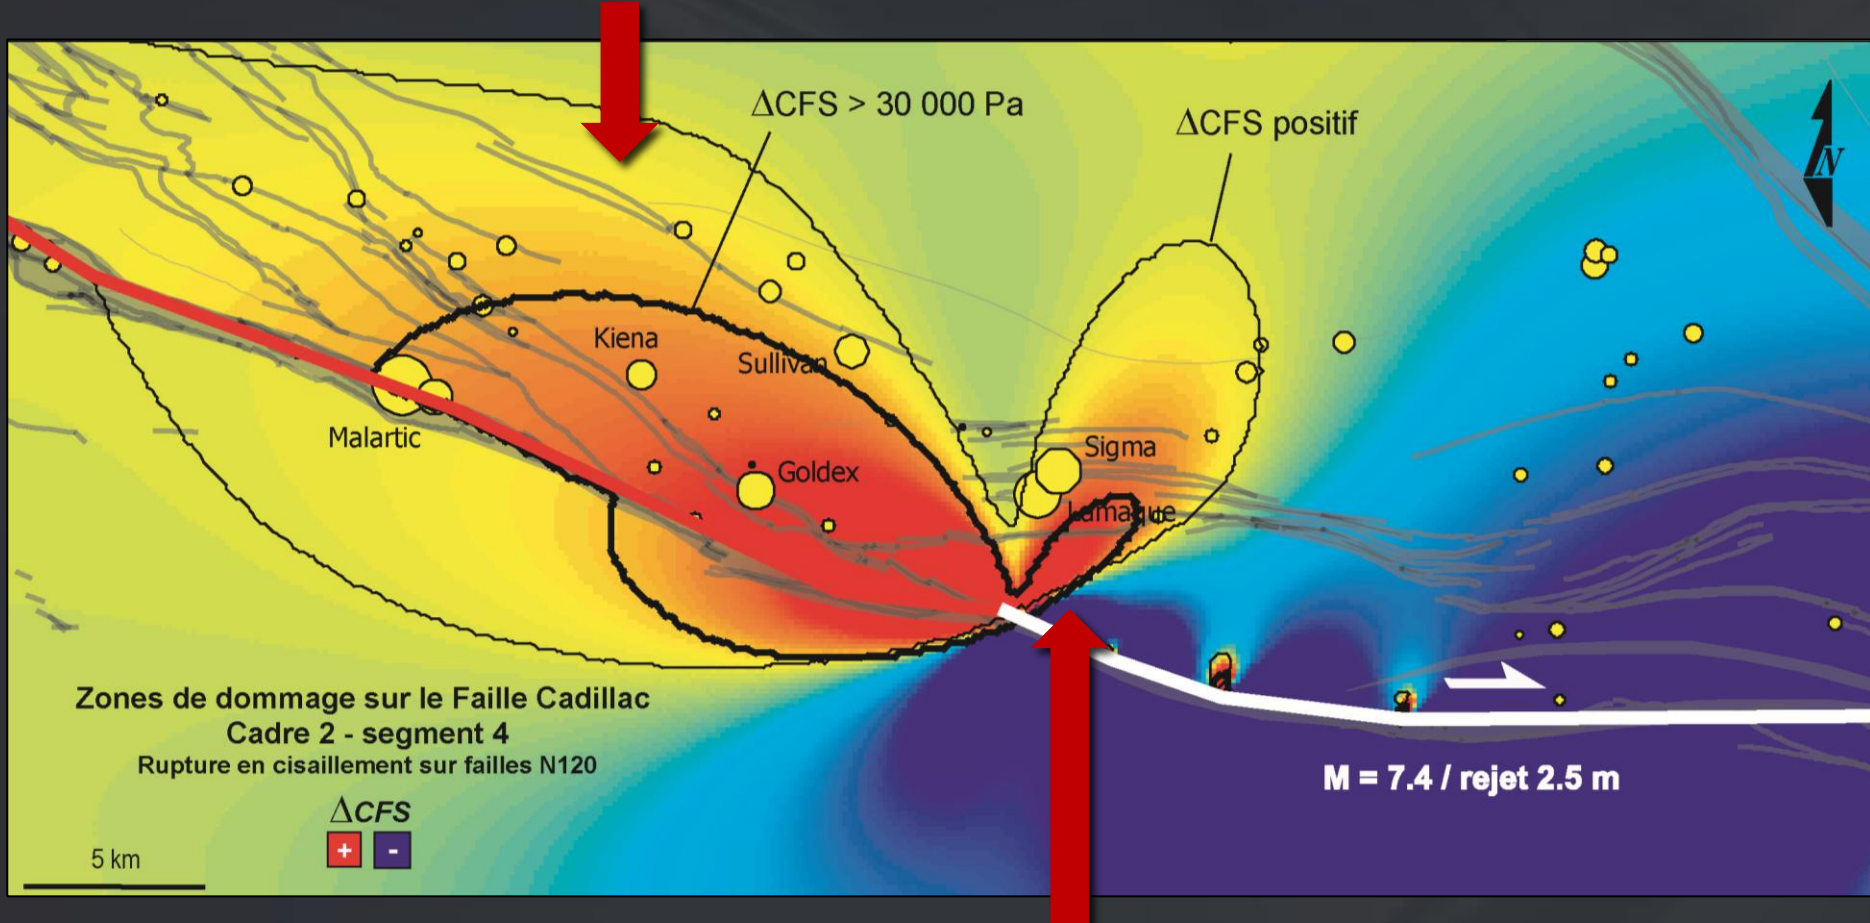 ΔCFS > 30 000 Pa
ΔCFS positif
N
Kiena
Sullivan
Malartic
Goldex
Sigma
Lamaque
Zones de dommage sur le Faille Cadillac
Cadre 2 - segment 4
Rupture en cisaillement sur failles N120
ΔCFS
+ -
5 km
M = 7.4 / rejet 2.5 m